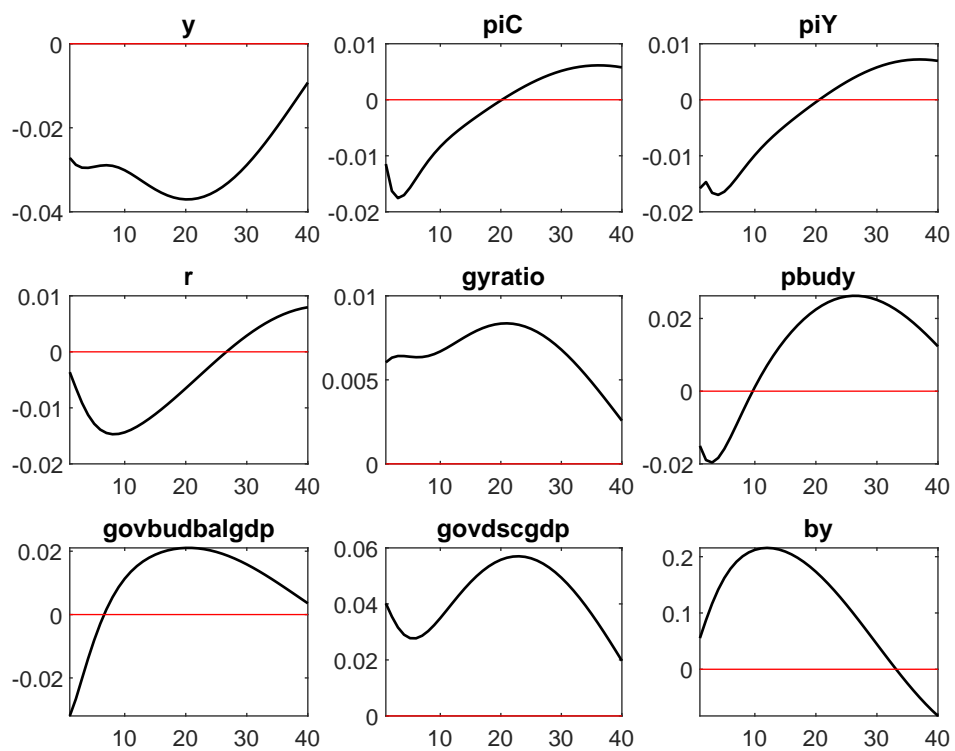 y piC piY
0 0.01 0.01
-0.02 0 0
-0.04 -0.01 -0.01
-0.02 -0.02
10 20 30 40 10 20 30 40 10 20 30 40
r gyratio pbudy
0.01 0.01 0.02
0 0.005 0
-0.01 0 -0.02
-0.02
10 20 30 40 10 20 30 40 10 20 30 40
govbudbalgdp govdscgdp by
0.02 0.06 0.2
0 0.04 0.1
-0.02 0.02 0
0
10 20 30 40 10 20 30 40 10 20 30 40